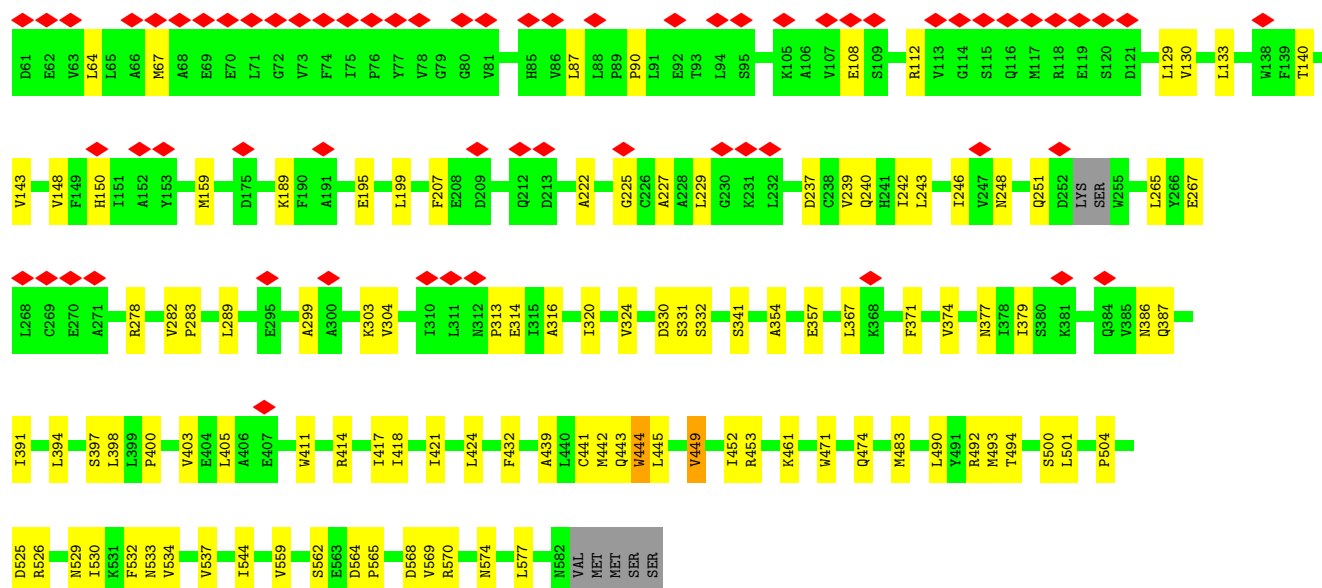 D61 E62 V63 L64 L65 A66 M67 A68 E69 E70 L71 G72 V73 F74 I75 P76 Y77 V78 G79 G80 V81 H85 V86 L87 L88 P89 P90 L91 E92 T93 L94 S95 K105 A106 V107 E108 S109 R112 V113 G114 S115 Q116 M117 R118 E119 S120 D121 L129 V130 L133 W138 F139 T140
V143 V148 F149 H150 I151 A152 Y153 M159 D175 K189 F190 A191 E195 L199 F207 E208 D209 Q212 D213 A222 G225 C226 A227 A228 L229 G230 K231 L232 D237 C238 V239 Q240 H241 I242 L243 I246 V247 N248 Q251 D252 LYS SER W255 L265 Y266 E267
L268 C269 E270 A271 R278 V282 P283 L289 E295 A299 A300 K303 V304 I310 L311 N312 P313 E314 I315 A316 I320 V324 D330 S331 S332 S341 A354 E357 L367 K368 F371 V374 N377 I378 I379 S380 K381 Q384 V385 N386 Q387
I391 L394 S397 L398 L399 P400 V403 E404 L405 A406 E407 W411 R414 I417 I418 I421 L424 F432 A439 L440 C441 M442 Q443 W444 L445 V449 I452 R453 K461 W471 Q474 M483 L490 Y491 R492 M493 T494 S500 L501 P504
D525 R526 N529 I530 K531 F532 N533 V534 V537 I544 V559 S562 E563 D564 P565 D568 V569 R570 N574 L577 N582 VAL MET MET SER SER